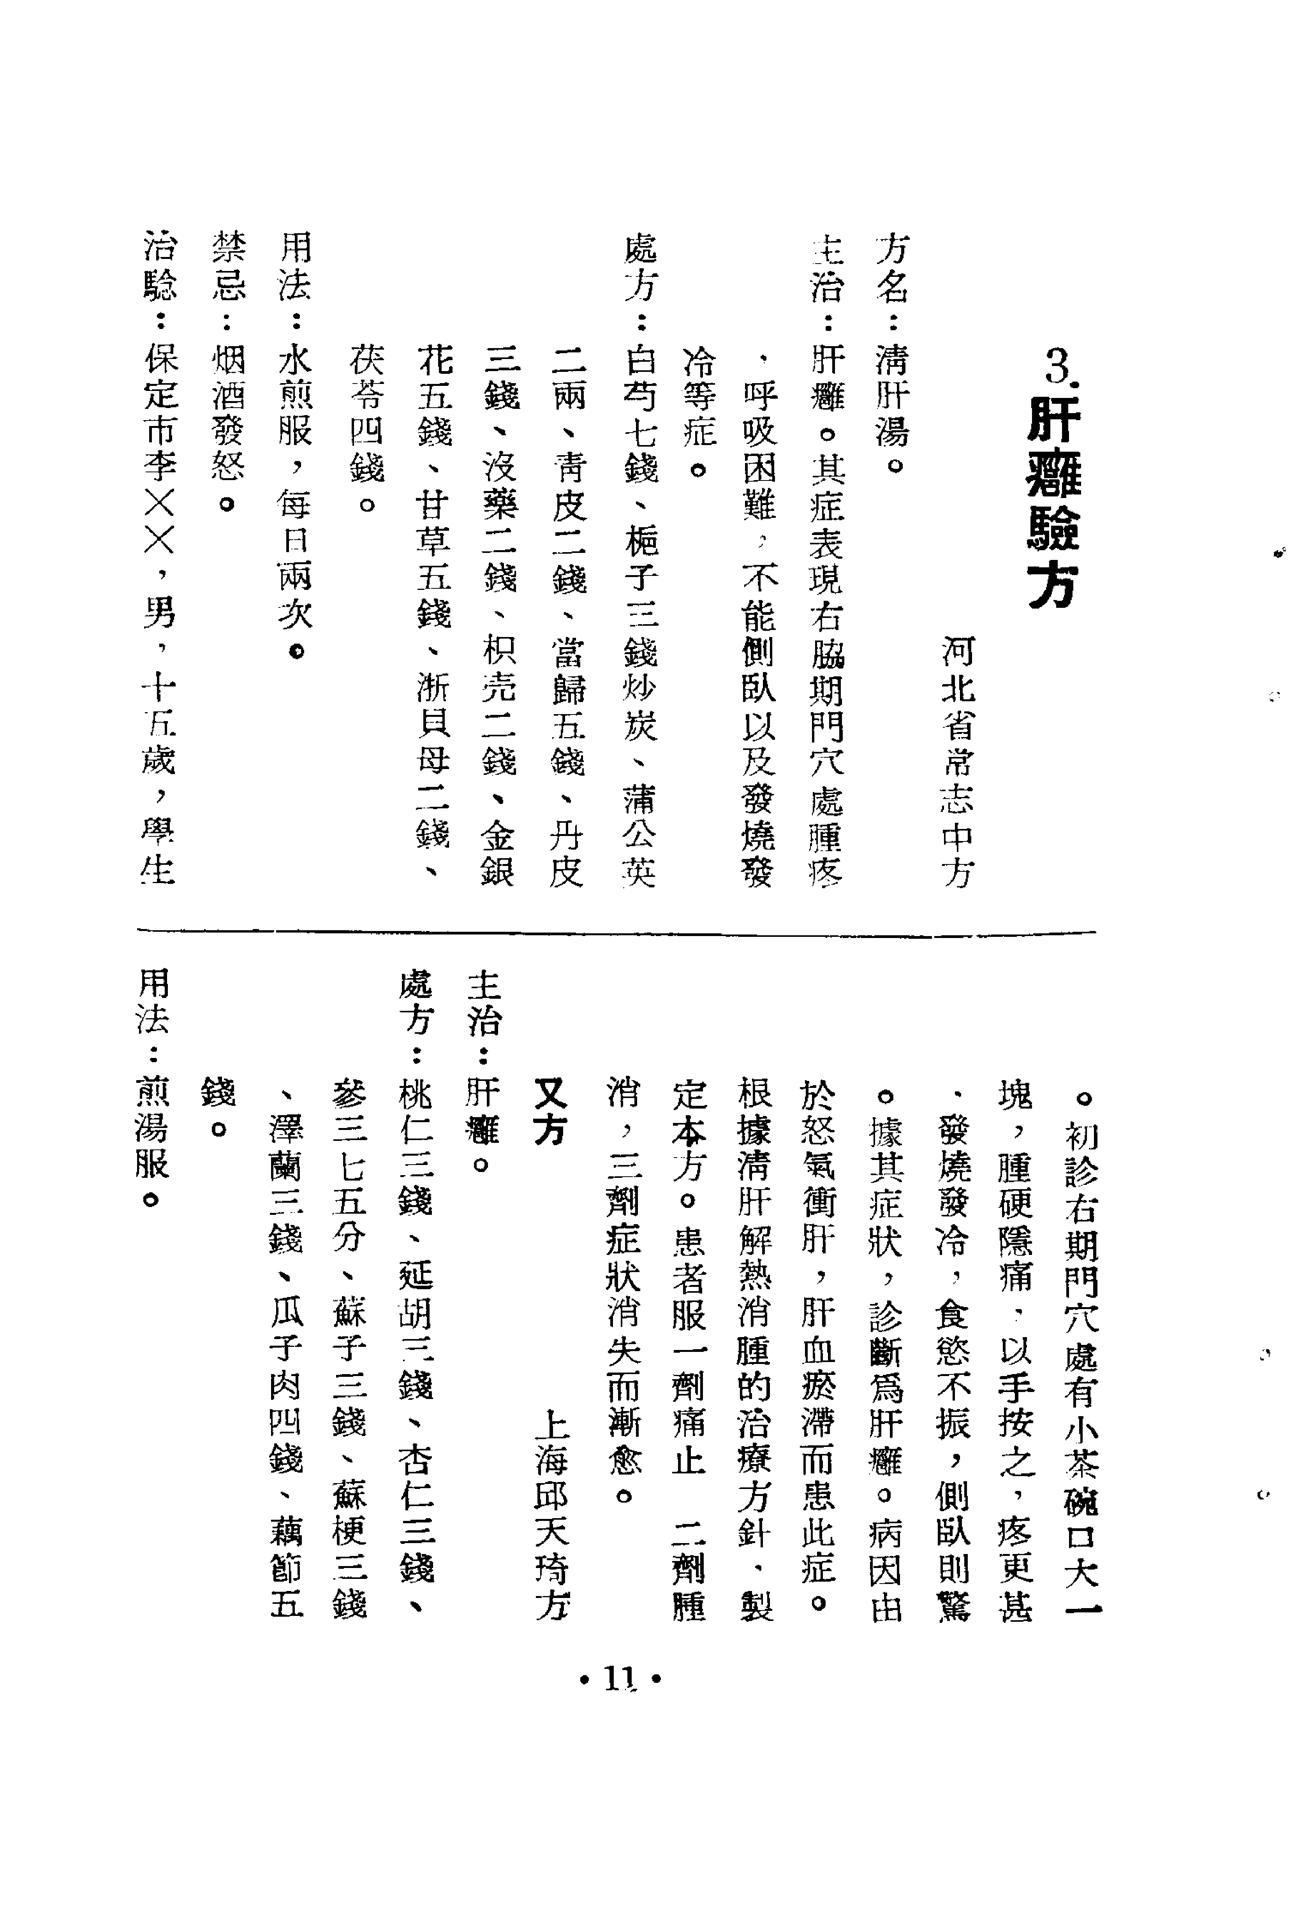 3.肝癰驗方
河北省常志中方
方名：清肝湯。
主治：肝癰。其症表現右脇期門穴處腫疼
、呼吸困難，不能側臥以及發燒發
冷等症。
處方：白芍七錢、梔子三錢炒炭、蒲公英
二兩、靑皮二錢、當歸五錢、丹皮
三錢、沒藥二錢、枳壳二錢、金銀
花五錢、甘草五錢、浙貝母二錢、
茯苓四錢。
用法：水煎服，每日兩次。
禁忌：烟酒發怒。
治驗：保定市李××，男，十五歲，學生
。初診右期門穴處有小茶碗口大一
塊，腫硬隱痛，以手按之，疼更甚
、發燒發冷，食慾不振，側臥則驚
。據其症狀，診斷爲肝癰。病因由
於怒氣衝肝，肝血瘀滯而患此症。
根據清肝解熱消腫的治療方針、製
定本方。患者服一劑痛止 二劑腫
消，三劑症狀消失而漸愈。
又方
上海邱天琦方
主治：肝癰。
處方：桃仁三錢、延胡三錢、杏仁三錢、
參三七五分、蘇子三錢、蘇梗三錢
、澤蘭三錢、瓜子肉四錢、藕節五
錢。
用法：煎湯服。
• 11 •